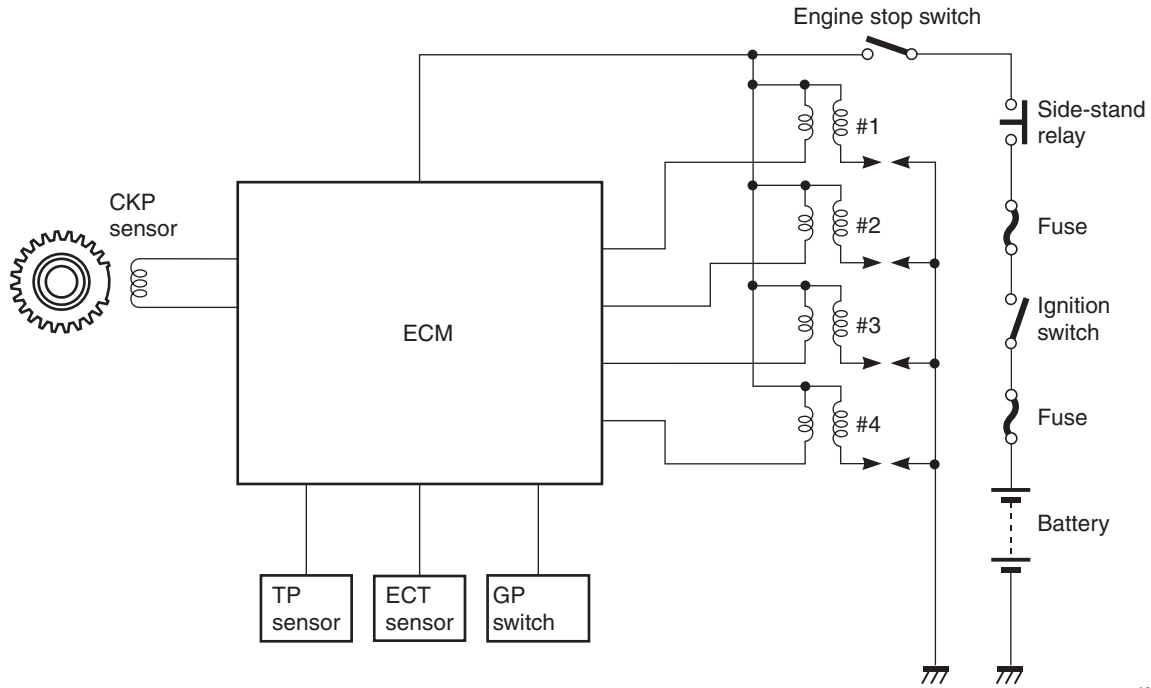 Engine stop switch
Side-stand
relay
#1
CKP
sensor
#2
Fuse
#3
Ignition
switch
ECM
#4
Fuse
Battery
TP
sensor
ECT
sensor
GP
switch